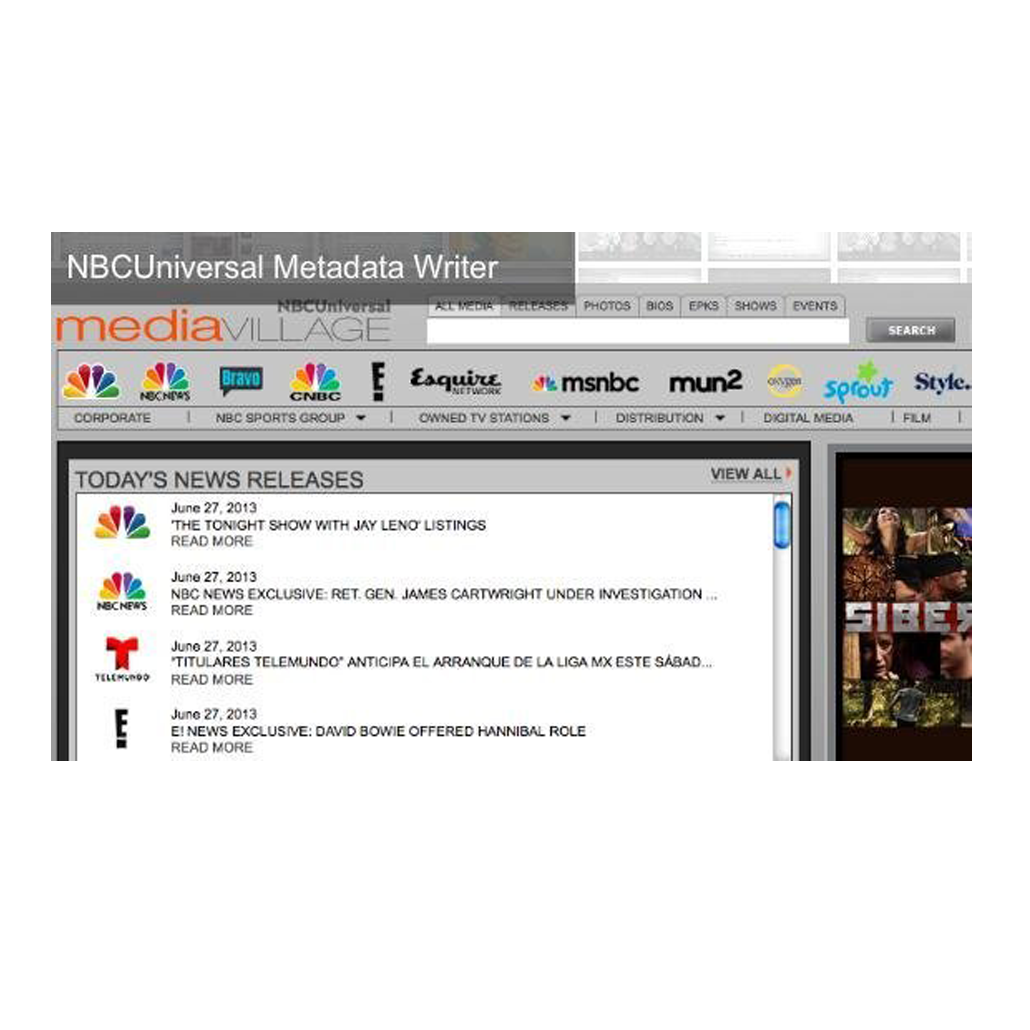 NBCUniversal Metadata Writer
NBCUniversal
mediaVILLAGE
ALL MEDIA RELEASES PHOTOS BIOS EPKS SHOWS EVENTS
SEARCH
NBC NEWS Bravo CNBC E! Esquire NETWORK msnbc mun2 oxygen sprout Style.
CORPORATE | NBC SPORTS GROUP | OWNED TV STATIONS | DISTRIBUTION | DIGITAL MEDIA | FILM |
TODAY'S NEWS RELEASES
VIEW ALL
June 27, 2013
'THE TONIGHT SHOW WITH JAY LENO' LISTINGS
READ MORE
NBC NEWS
June 27, 2013
NBC NEWS EXCLUSIVE: RET. GEN. JAMES CARTWRIGHT UNDER INVESTIGATION ...
READ MORE
TELEMUNDO
June 27, 2013
"TITULARES TELEMUNDO" ANTICIPA EL ARRANQUE DE LA LIGA MX ESTE SÁBAD...
READ MORE
E!
June 27, 2013
E! NEWS EXCLUSIVE: DAVID BOWIE OFFERED HANNIBAL ROLE
READ MORE
SIBER